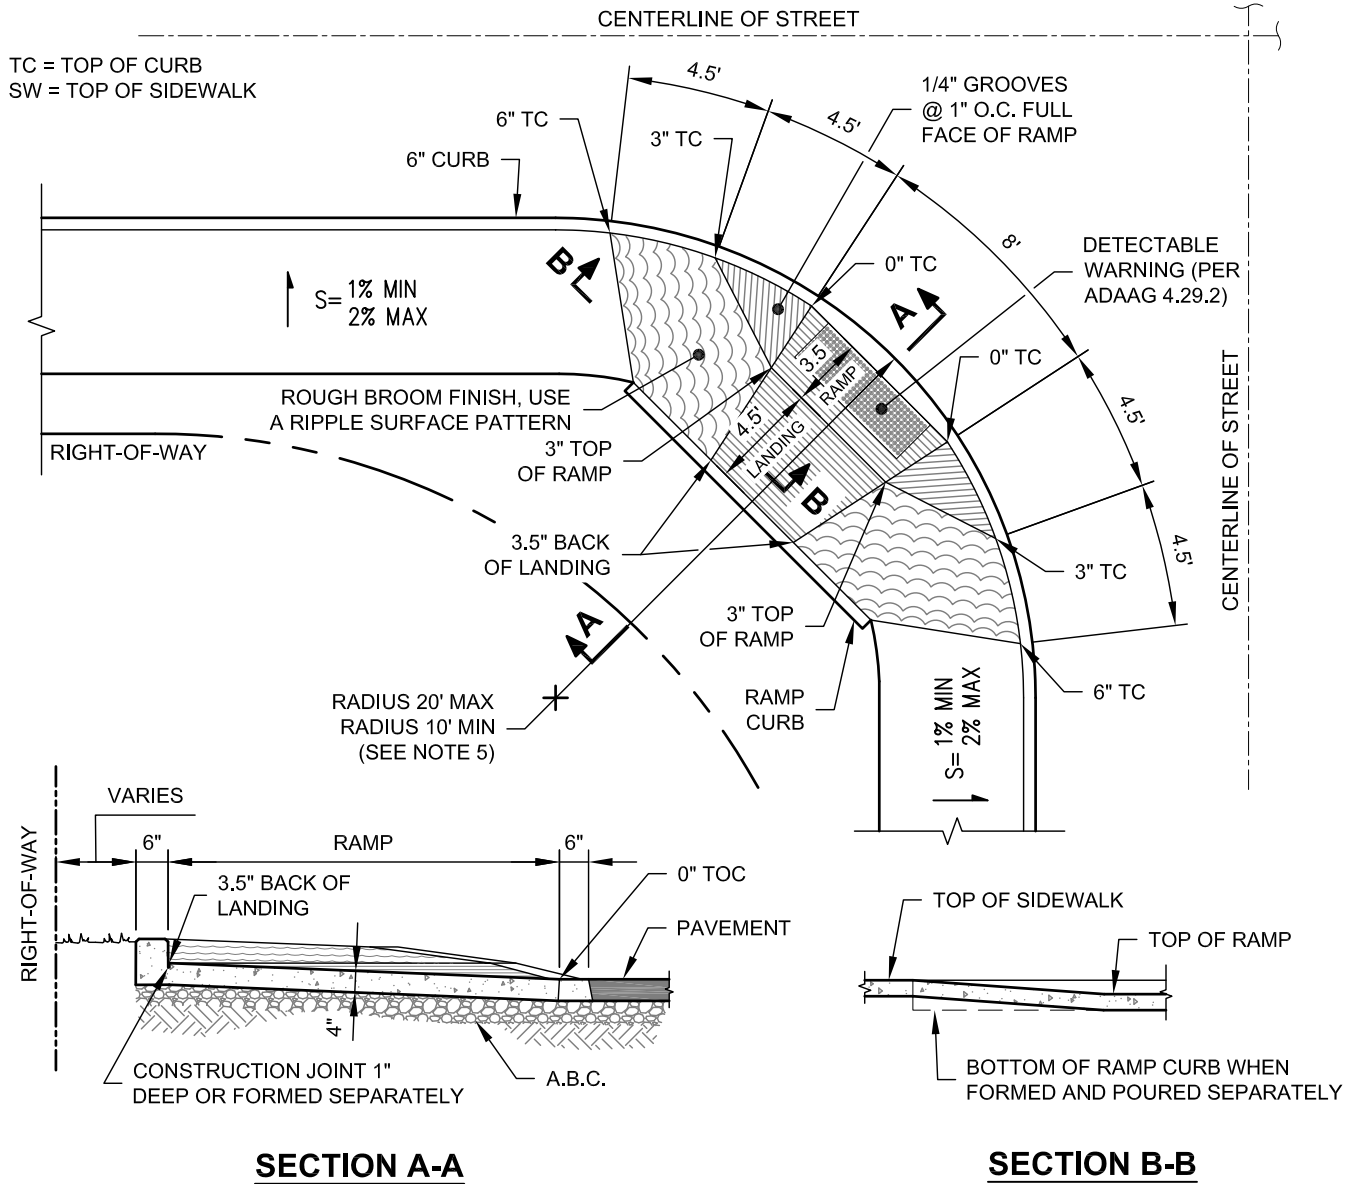 CENTERLINE OF STREET
TC = TOP OF CURB
SW = TOP OF SIDEWALK
4.5'
1/4" GROOVES
@ 1" O.C. FULL
FACE OF RAMP
6" TC
3" TC
4.5'
6" CURB
8'
DETECTABLE
WARNING (PER
ADAAG 4.29.2)
B
0" TC
A
S= 1% MIN
2% MAX
0" TC
3.5
RAMP
ROUGH BROOM FINISH, USE
A RIPPLE SURFACE PATTERN
4.5'
LANDING
4.5'
CENTERLINE OF STREET
RIGHT-OF-WAY
3" TOP
OF RAMP
B
3.5" BACK
OF LANDING
4.5'
3" TC
3" TOP
OF RAMP
A
RADIUS 20' MAX
RADIUS 10' MIN
(SEE NOTE 5)
RAMP
CURB
S= 1% MIN
2% MAX
6" TC
VARIES
RIGHT-OF-WAY
6"
RAMP
6"
3.5" BACK OF
LANDING
0" TOC
PAVEMENT
4"
CONSTRUCTION JOINT 1"
DEEP OR FORMED SEPARATELY
A.B.C.
SECTION A-A
TOP OF SIDEWALK
TOP OF RAMP
BOTTOM OF RAMP CURB WHEN
FORMED AND POURED SEPARATELY
SECTION B-B